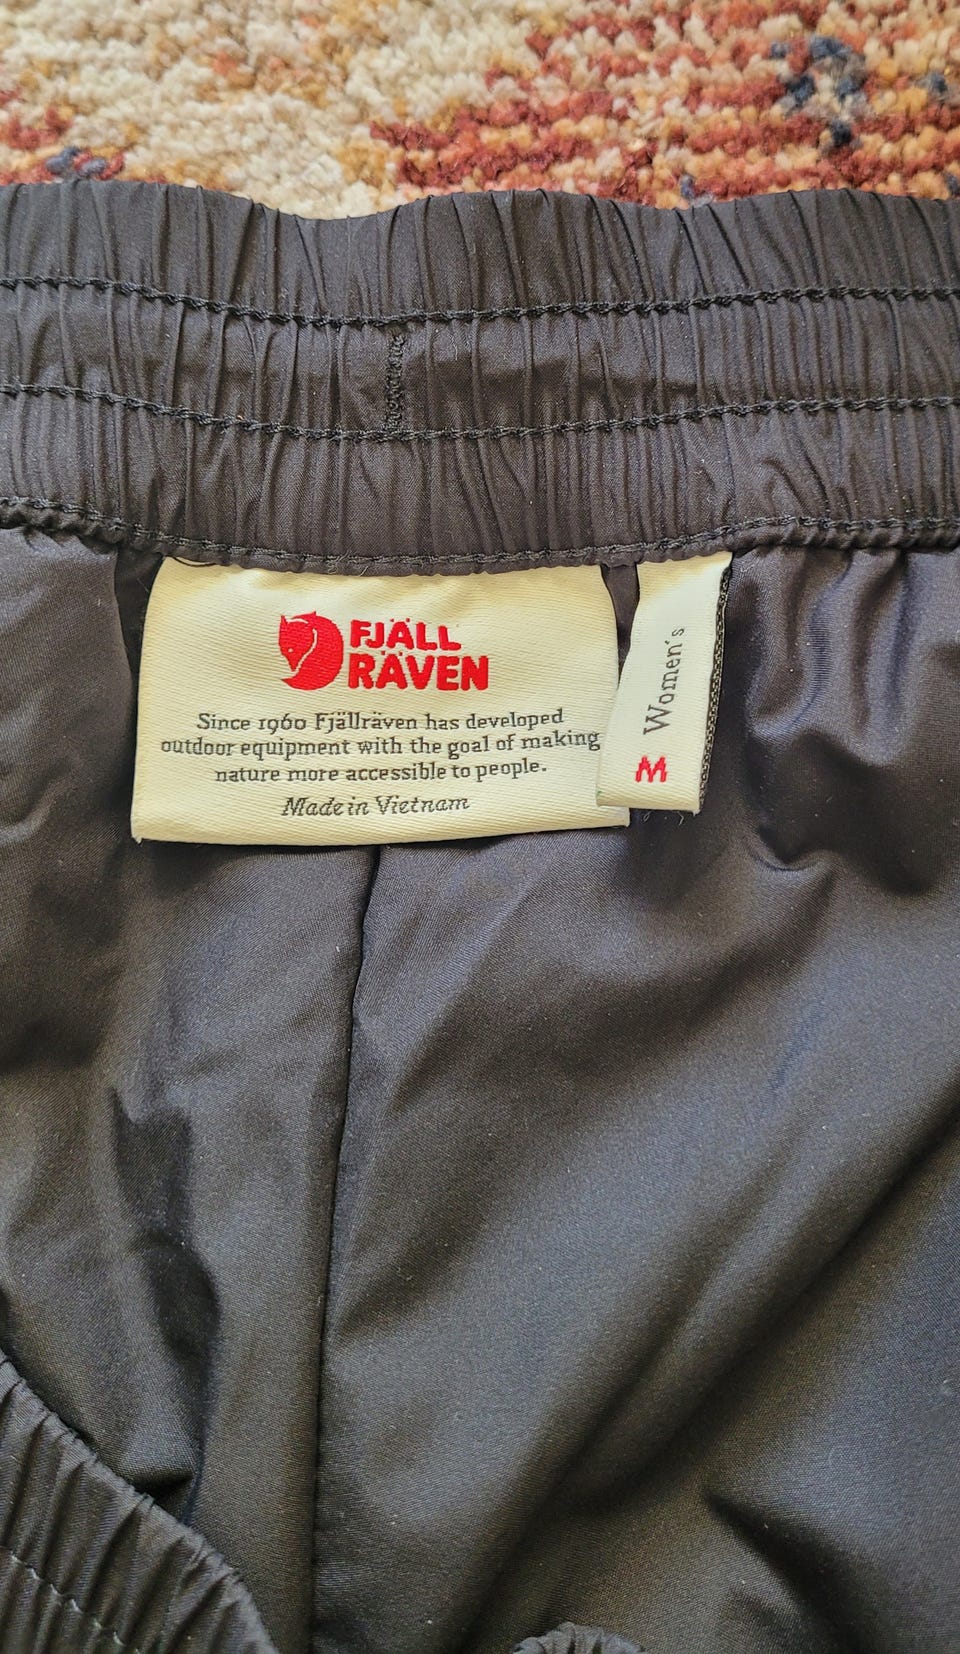 FJÄLL
RÄVEN
Since 1960 Fjällräven has developed
outdoor equipment with the goal of making
nature more accessible to people.
Made in Vietnam
Women's
M